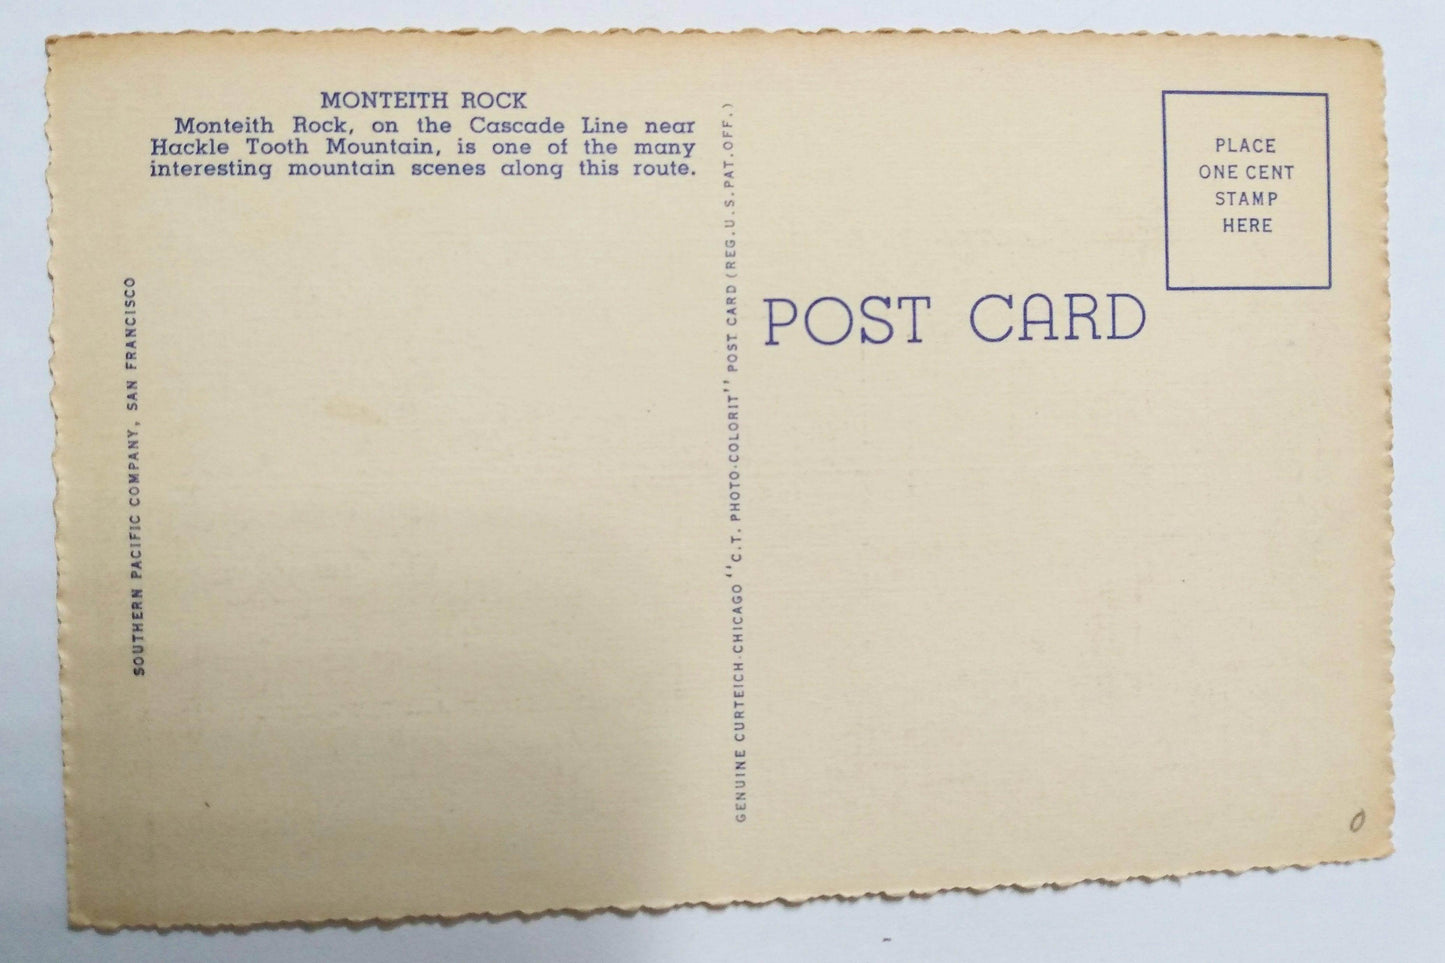 MONTEITH ROCK
Monteith Rock, on the Cascade Line near
Hackle Tooth Mountain, is one of the many
interesting mountain scenes along this route.
SOUTHERN PACIFIC COMPANY, SAN FRANCISCO
GENUINE CURTEICH-CHICAGO "C.T. PHOTO-COLORIT" POST CARD (REG. U.S. PAT. OFF.)
PLACE
ONE CENT
STAMP
HERE
POST CARD
0